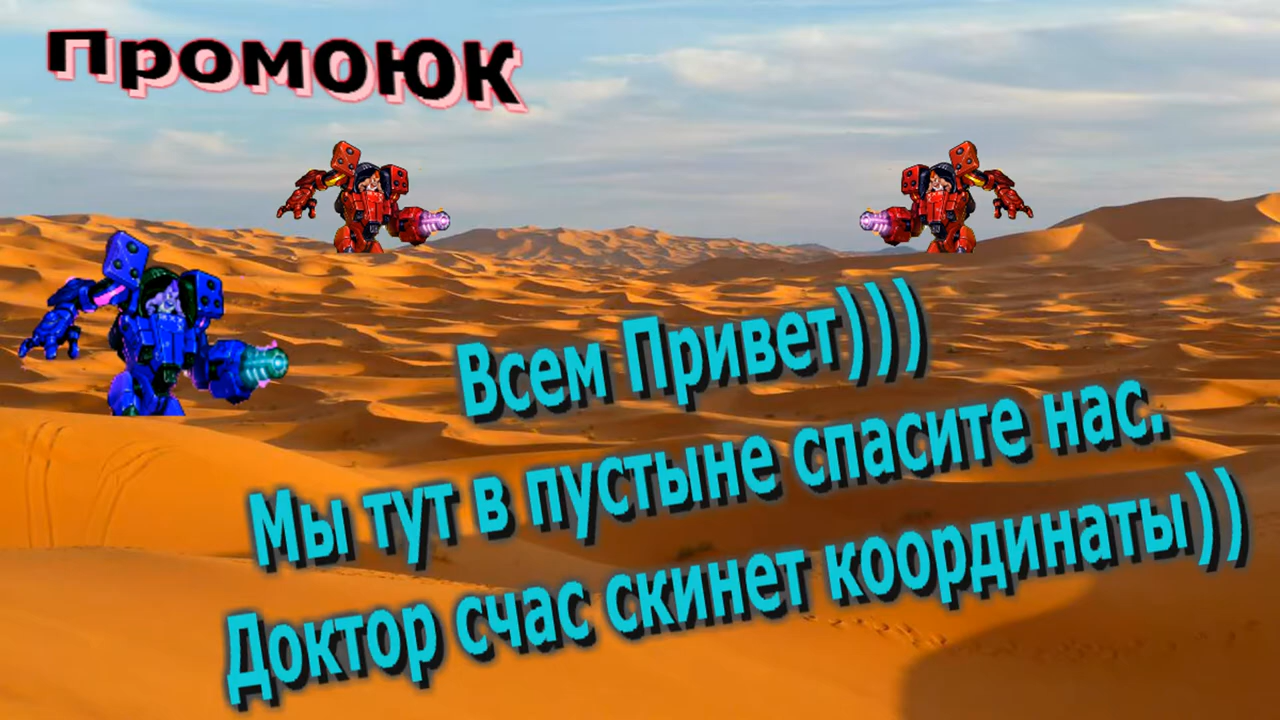 Промоюк
Всем Привет)))
Мы тут в пустыне спасите нас.
Доктор счас скинет координаты))